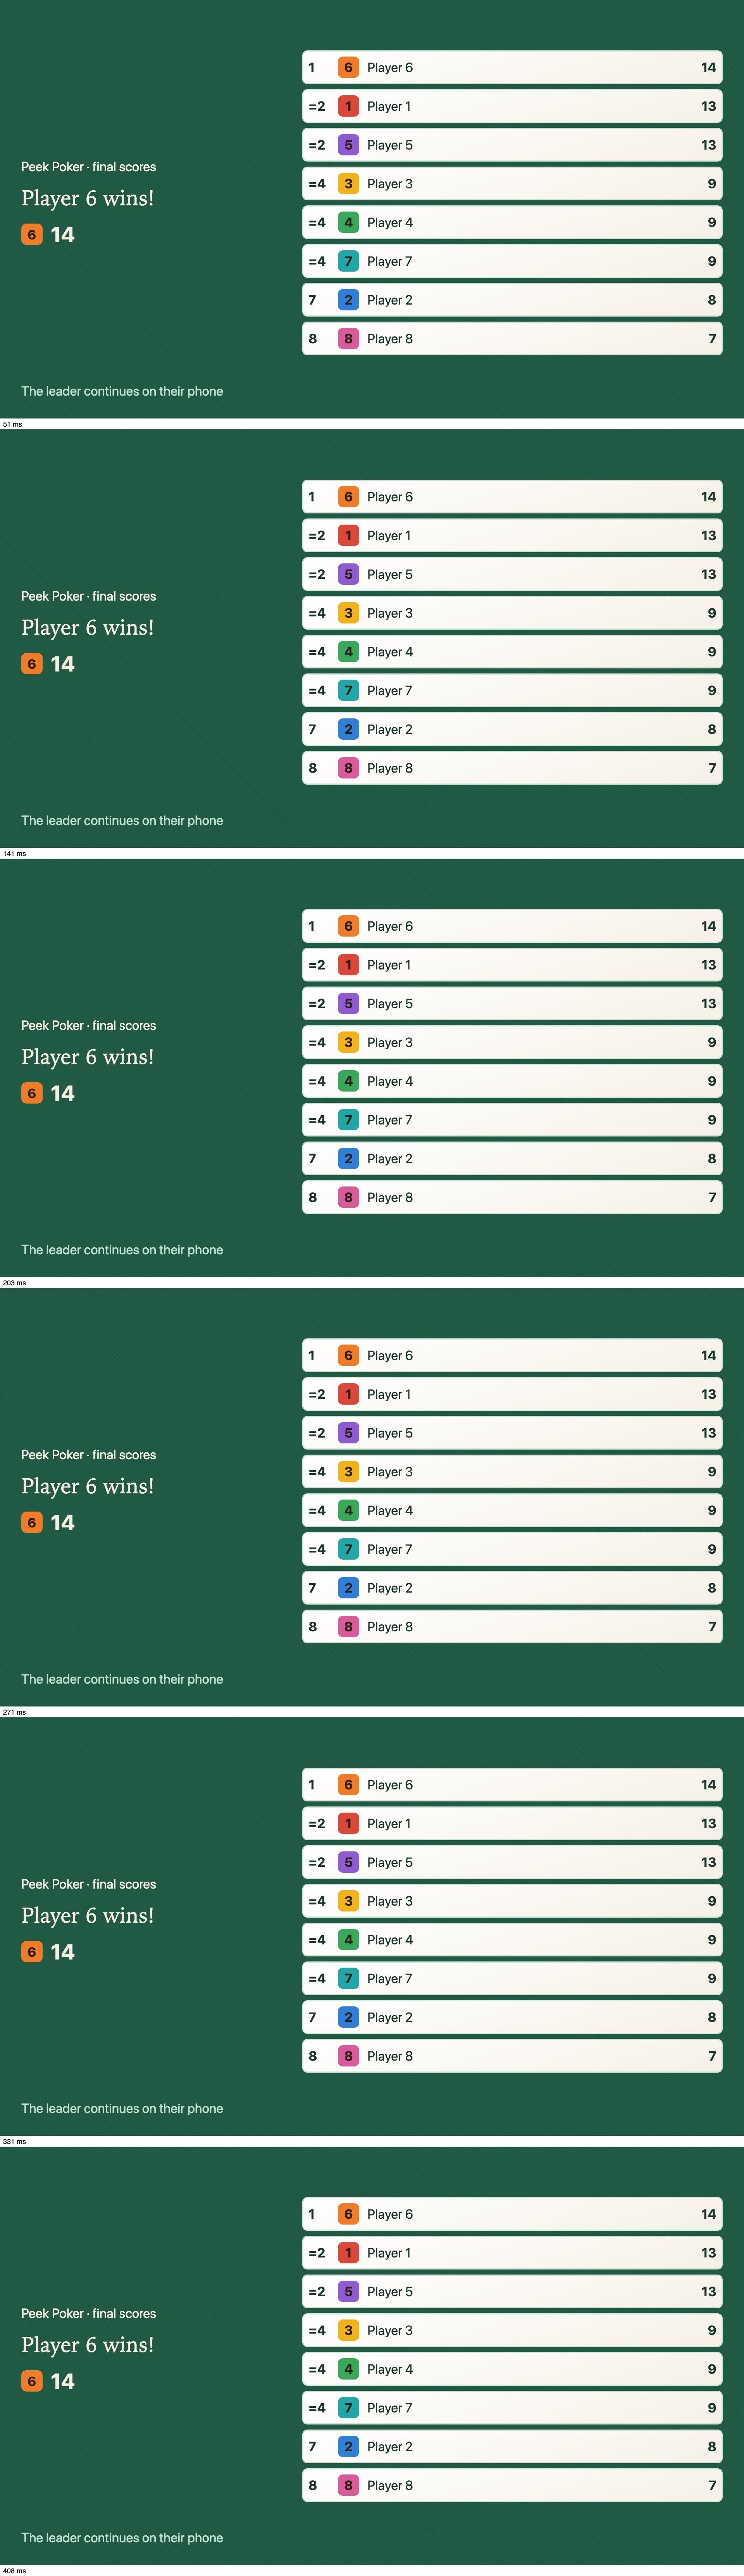 1 6 Player 6 14
=2 1 Player 1 13
=2 5 Player 5 13
Peek Poker · final scores
=4 3 Player 3 9
Player 6 wins!
=4 4 Player 4 9
6 14
=4 7 Player 7 9
7 2 Player 2 8
8 8 Player 8 7
The leader continues on their phone
51 ms
1 6 Player 6 14
=2 1 Player 1 13
=2 5 Player 5 13
Peek Poker · final scores
=4 3 Player 3 9
Player 6 wins!
=4 4 Player 4 9
6 14
=4 7 Player 7 9
7 2 Player 2 8
8 8 Player 8 7
The leader continues on their phone
141 ms
1 6 Player 6 14
=2 1 Player 1 13
=2 5 Player 5 13
Peek Poker · final scores
=4 3 Player 3 9
Player 6 wins!
=4 4 Player 4 9
6 14
=4 7 Player 7 9
7 2 Player 2 8
8 8 Player 8 7
The leader continues on their phone
203 ms
1 6 Player 6 14
=2 1 Player 1 13
=2 5 Player 5 13
Peek Poker · final scores
=4 3 Player 3 9
Player 6 wins!
=4 4 Player 4 9
6 14
=4 7 Player 7 9
7 2 Player 2 8
8 8 Player 8 7
The leader continues on their phone
271 ms
1 6 Player 6 14
=2 1 Player 1 13
=2 5 Player 5 13
Peek Poker · final scores
=4 3 Player 3 9
Player 6 wins!
=4 4 Player 4 9
6 14
=4 7 Player 7 9
7 2 Player 2 8
8 8 Player 8 7
The leader continues on their phone
331 ms
1 6 Player 6 14
=2 1 Player 1 13
=2 5 Player 5 13
Peek Poker · final scores
=4 3 Player 3 9
Player 6 wins!
=4 4 Player 4 9
6 14
=4 7 Player 7 9
7 2 Player 2 8
8 8 Player 8 7
The leader continues on their phone
408 ms